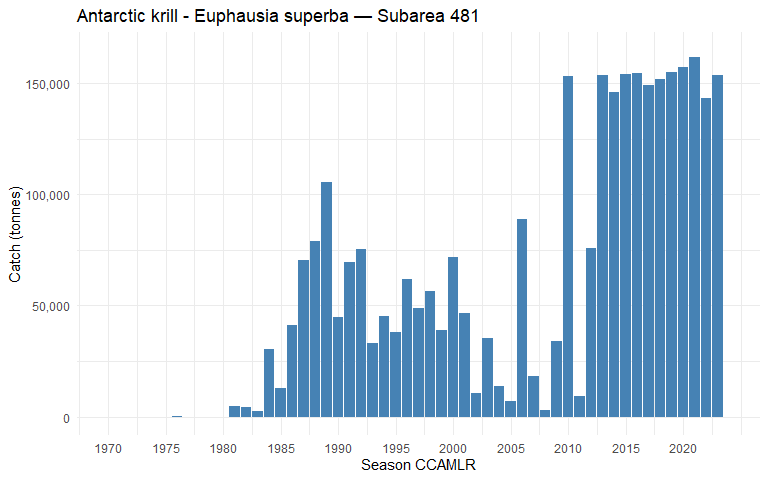 Antarctic krill - Euphausia superba — Subarea 481
Catch (tonnes)
150,000
100,000
50,000
0
1970 1975 1980 1985 1990 1995 2000 2005 2010 2015 2020
Season CCAMLR